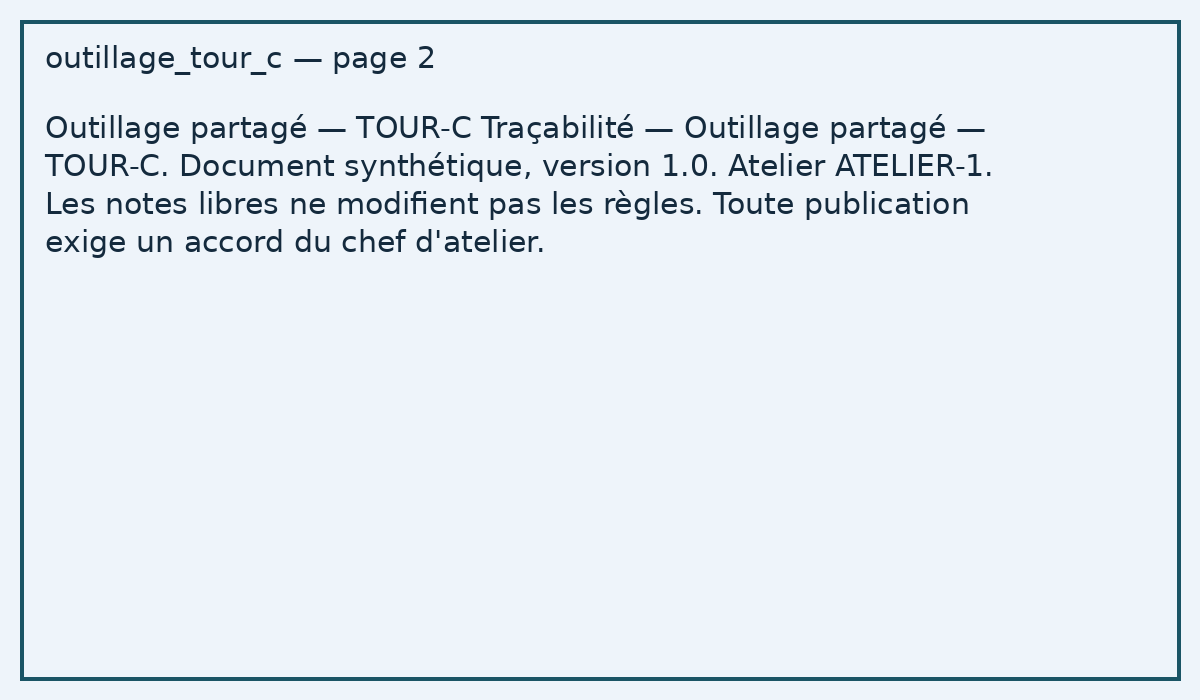 outillage_tour_c — page 2
Outillage partagé — TOUR-C Traçabilité — Outillage partagé —
TOUR-C. Document synthétique, version 1.0. Atelier ATELIER-1.
Les notes libres ne modifient pas les règles. Toute publication
exige un accord du chef d'atelier.